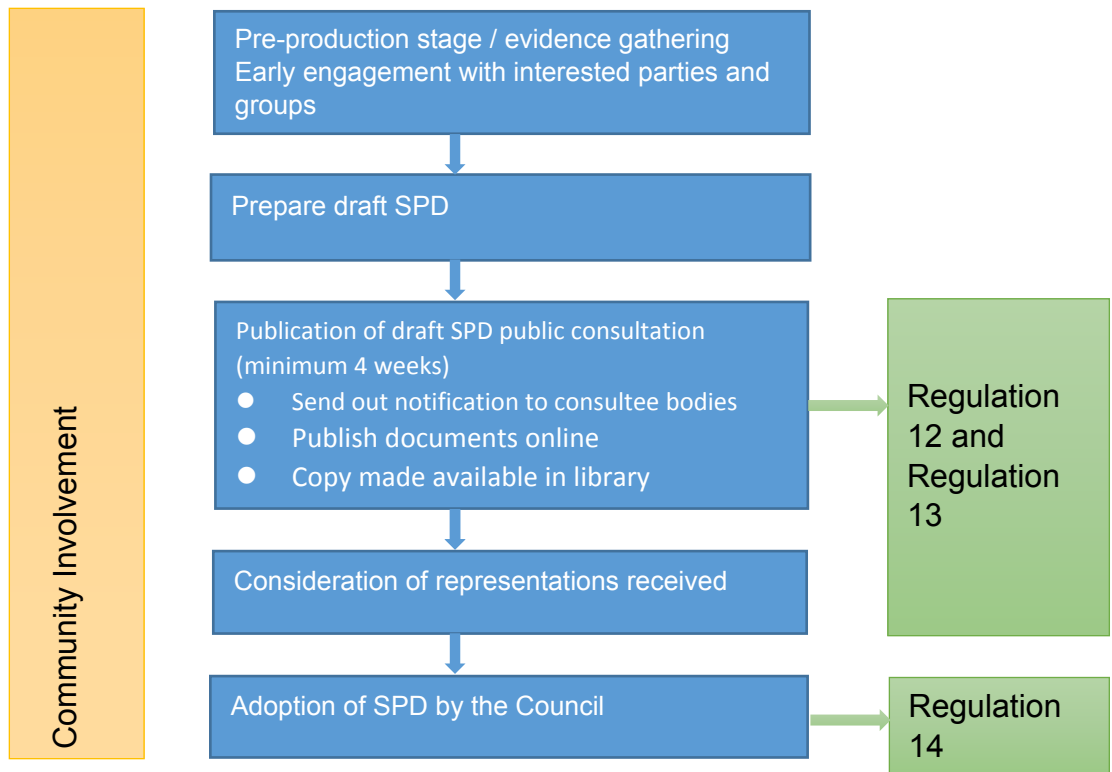 Community Involvement
Pre-production stage / evidence gathering
Early engagement with interested parties and
groups
Prepare draft SPD
Publication of draft SPD public consultation
(minimum 4 weeks)
● Send out notification to consultee bodies
● Publish documents online
● Copy made available in library
Regulation
12 and
Regulation
13
Consideration of representations received
Adoption of SPD by the Council
Regulation
14